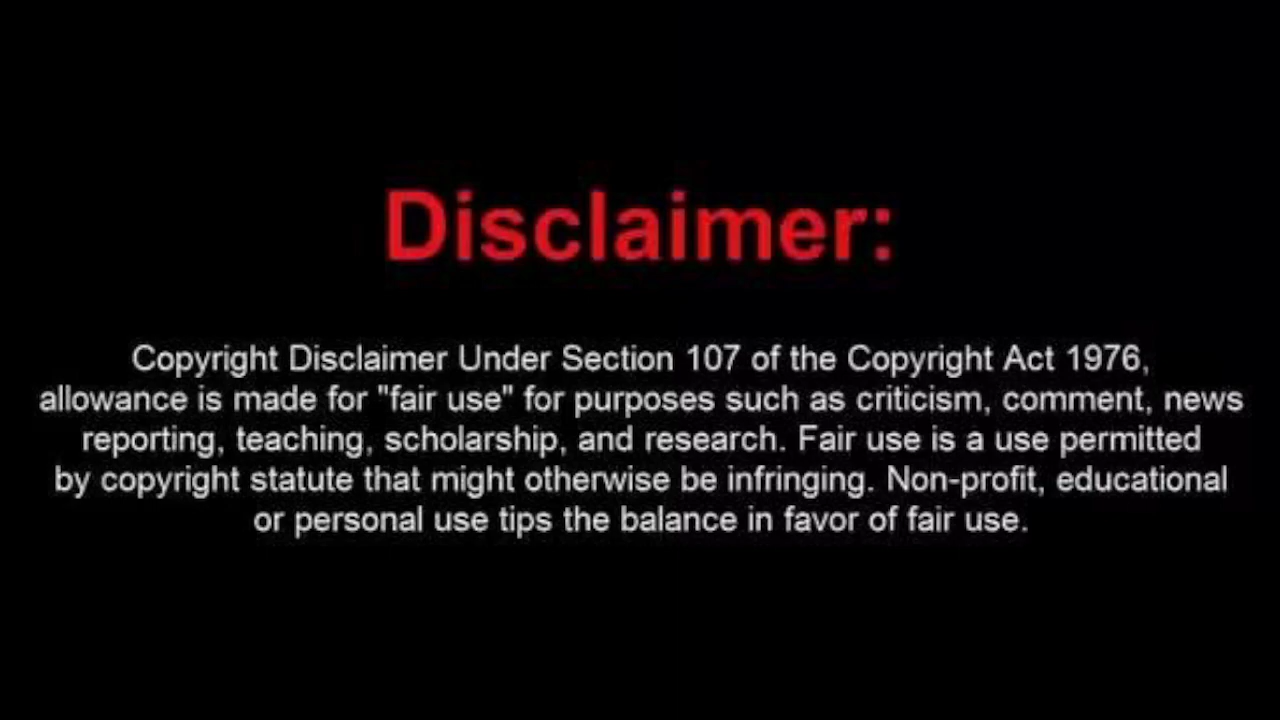 Disclaimer:
Copyright Disclaimer Under Section 107 of the Copyright Act 1976,
allowance is made for "fair use" for purposes such as criticism, comment, news
reporting, teaching, scholarship, and research. Fair use is a use permitted
by copyright statute that might otherwise be infringing. Non-profit, educational
or personal use tips the balance in favor of fair use.